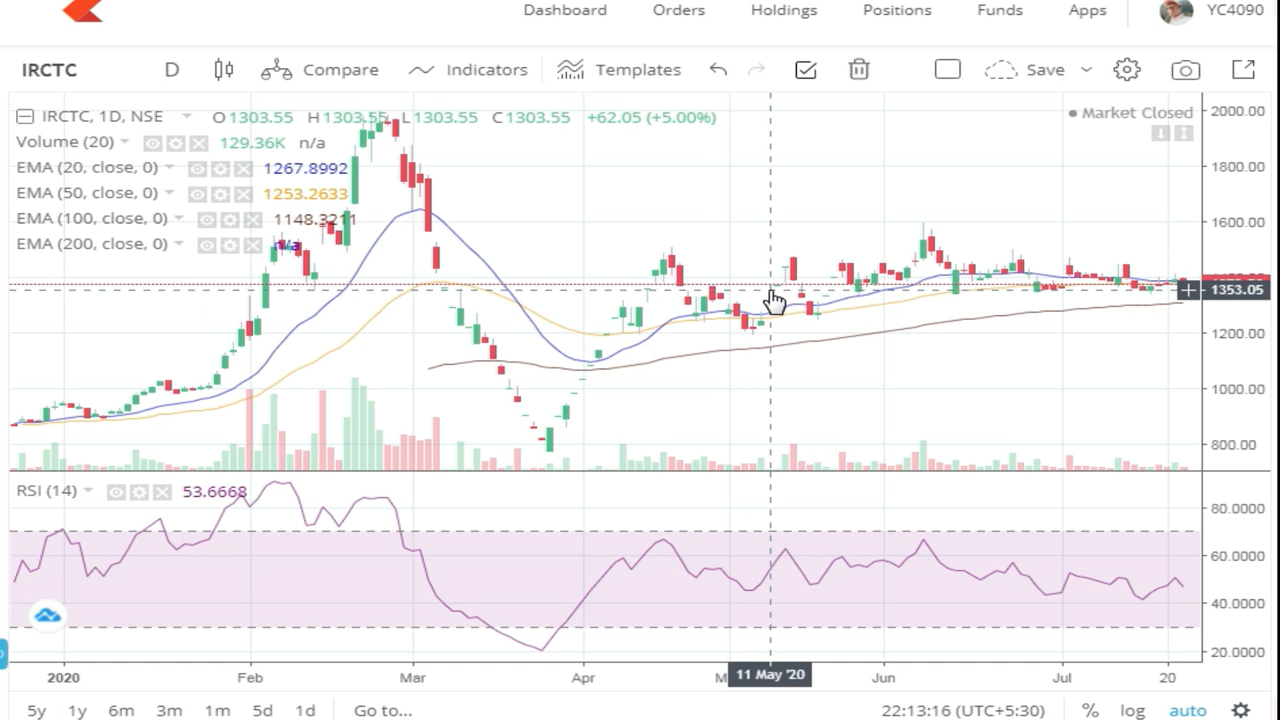 Dashboard Orders Holdings Positions Funds Apps YC4090
IRCTC D Compare Indicators Templates Save
IRCTC, 1D, NSE O1303.55 H1303.55 L1303.55 C1303.55 +62.05 (+5.00%)
Market Closed
Volume (20) 129.36K n/a
EMA (20, close, 0) 1267.8992
EMA (50, close, 0) 1253.2633
EMA (100, close, 0) 1148.3211
EMA (200, close, 0) n/a
2000.00
1800.00
1600.00
1353.05
1200.00
1000.00
800.00
RSI (14) 53.6668
80.0000
60.0000
40.0000
20.0000
2020 Feb Mar Apr 11 May '20 Jun Jul 20
5y 1y 6m 3m 1m 5d 1d Go to... 22:13:16 (UTC+5:30) % log auto